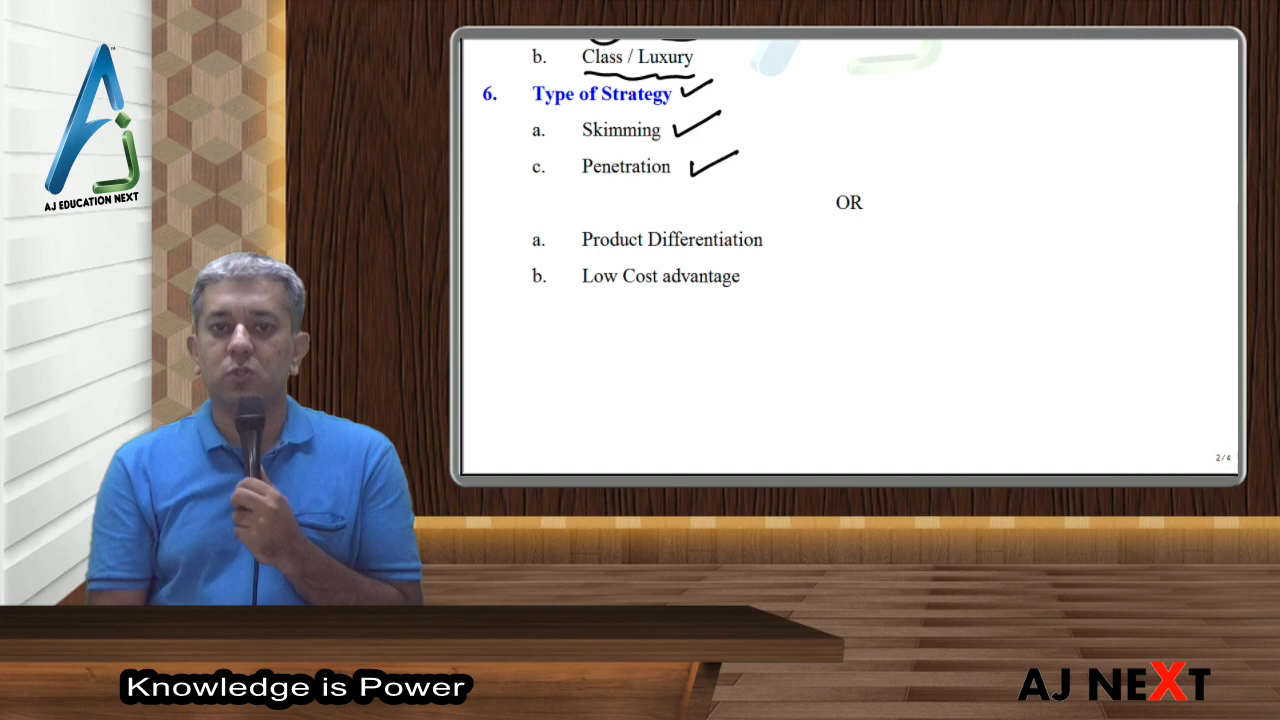 ™
AJ EDUCATION NEXT
b. Class / Luxury
6. Type of Strategy
a. Skimming
c. Penetration
OR
a. Product Differentiation
b. Low Cost advantage
2 / 4
Knowledge is Power
AJ NEXT